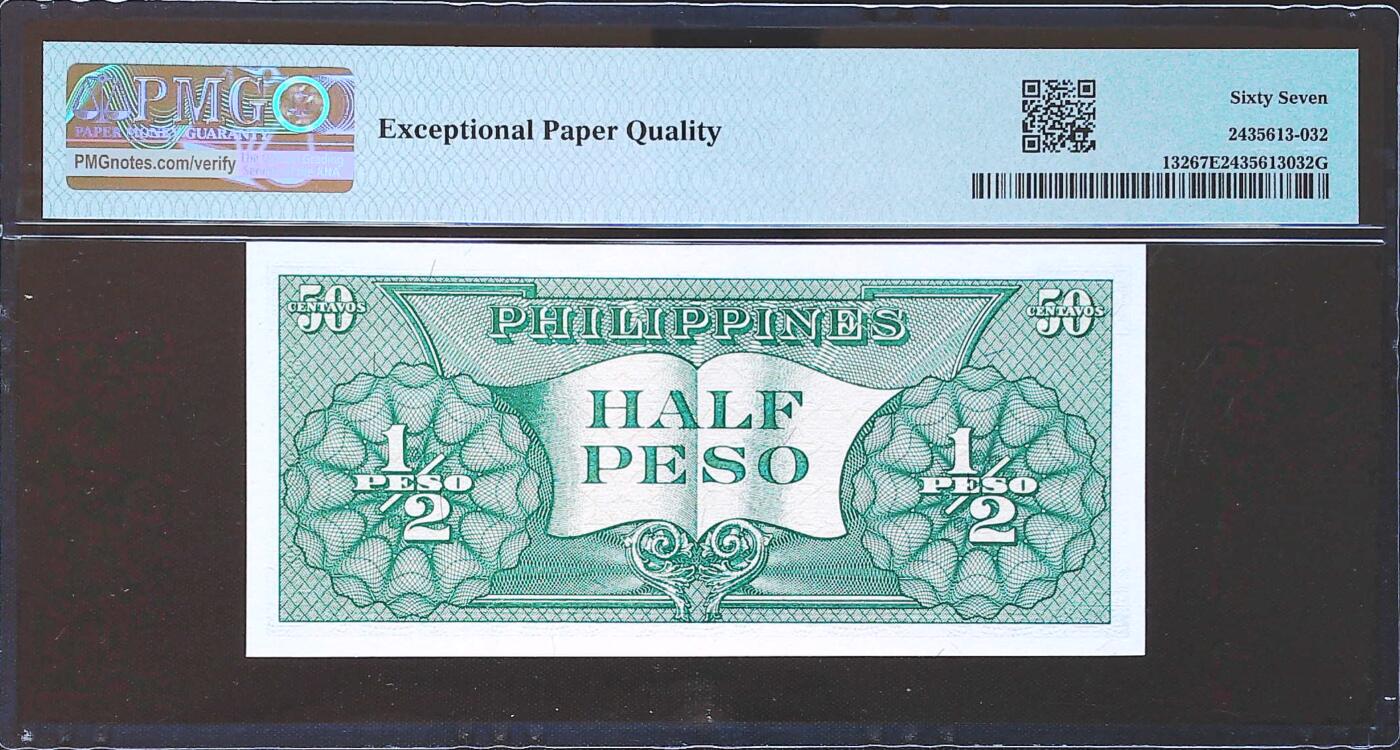 PMG
PAPER MONEY GUARANTY
PMGnotes.com/verify
Exceptional Paper Quality
Sixty Seven
2435613-032
13267E2435613032G
50
CENTAVOS
PHILIPPINES
50
CENTAVOS
HALF
PESO
1/2
PESO
1/2
PESO